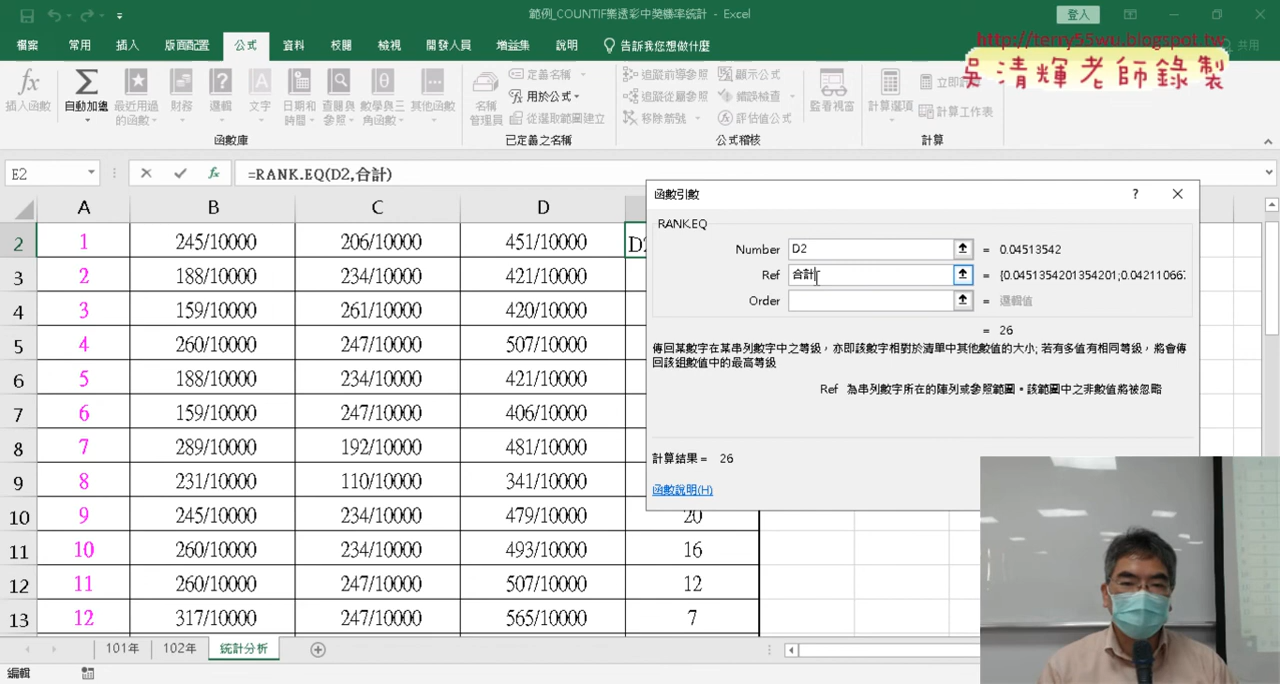 範例_COUNTIF樂透彩中獎機率統計 - Excel
登入
檔案 常用 插入 版面配置 公式 資料 校閱 檢視 開發人員 增益集 說明 告訴我您想做什麼
共用
http://terry55wu.blogspot.tw
吳清輝老師錄製
插入函數 自動加總 最近用過的函數 財務 邏輯 文字 日期和時間 查閱與參照 數學與三角函數 其他函數
函數庫
名稱管理員 定義名稱 用於公式 從選取範圍建立
已定義之名稱
追蹤前導參照 追蹤從屬參照 移除箭號 顯示公式 錯誤檢查 評估值公式 監看視窗
公式稽核
計算選項 計算工作表
計算
E2 fx =RANK.EQ(D2,合計)
A B C D
2 1 245/10000 206/10000 451/10000
3 2 188/10000 234/10000 421/10000
4 3 159/10000 261/10000 420/10000
5 4 260/10000 247/10000 507/10000
6 5 188/10000 234/10000 421/10000
7 6 159/10000 247/10000 406/10000
8 7 289/10000 192/10000 481/10000
9 8 231/10000 110/10000 341/10000
10 9 245/10000 234/10000 479/10000 20
11 10 260/10000 234/10000 493/10000 16
12 11 260/10000 247/10000 507/10000 12
13 12 317/10000 247/10000 565/10000 7
函數引數 ?
RANK.EQ
Number D2 = 0.04513542
Ref 合計 = {0.0451354201354201;0.04211066
Order = 邏輯值
= 26
傳回某數字在某串列數字中之等級，亦即該數字相對於清單中其他數值的大小; 若有多值有相同等級，將會傳
回該組數值中的最高等級
Ref 為串列數字所在的陣列或參照範圍。該範圍中之非數值將被忽略
計算結果 = 26
函數說明(H)
101年 102年 統計分析
編輯